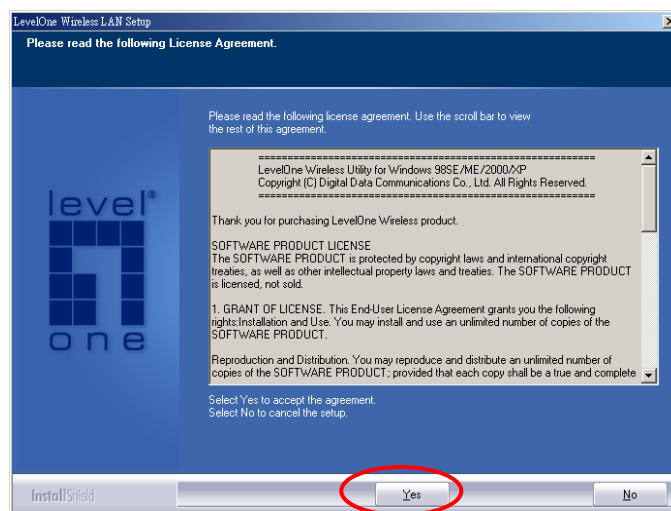 LevelOne Wireless LAN Setup
Please read the following License Agreement.
Please read the following license agreement. Use the scroll bar to view
the rest of this agreement.
============================================================
LevelOne Wireless Utility for Windows 98SE/ME/2000/XP
Copyright (C) Digital Data Communications Co., Ltd. All Rights Reserved.
============================================================
Thank you for purchasing LevelOne Wireless product.
SOFTWARE PRODUCT LICENSE
The SOFTWARE PRODUCT is protected by copyright laws and international copyright
treaties, as well as other intellectual property laws and treaties. The SOFTWARE PRODUCT
is licensed, not sold.
1. GRANT OF LICENSE. This End-User License Agreement grants you the following
rights:Installation and Use. You may install and use an unlimited number of copies of the
SOFTWARE PRODUCT.
Reproduction and Distribution. You may reproduce and distribute an unlimited number of
copies of the SOFTWARE PRODUCT; provided that each copy shall be a true and complete
level®
one
Select Yes to accept the agreement.
Select No to cancel the setup.
InstallShield
Yes
No